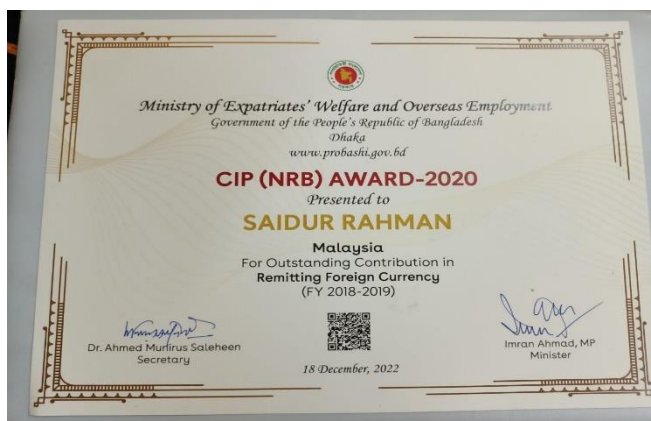 Ministry of Expatriates' Welfare and Overseas Employment
Government of the People's Republic of Bangladesh
Dhaka
www.probashi.gov.bd
CIP (NRB) AWARD-2020
Presented to
SAIDUR RAHMAN
Malaysia
For Outstanding Contribution in
Remitting Foreign Currency
(FY 2018-2019)
Dr. Ahmed Munirus Saleheen
Secretary
Imran Ahmad, MP
Minister
18 December, 2022